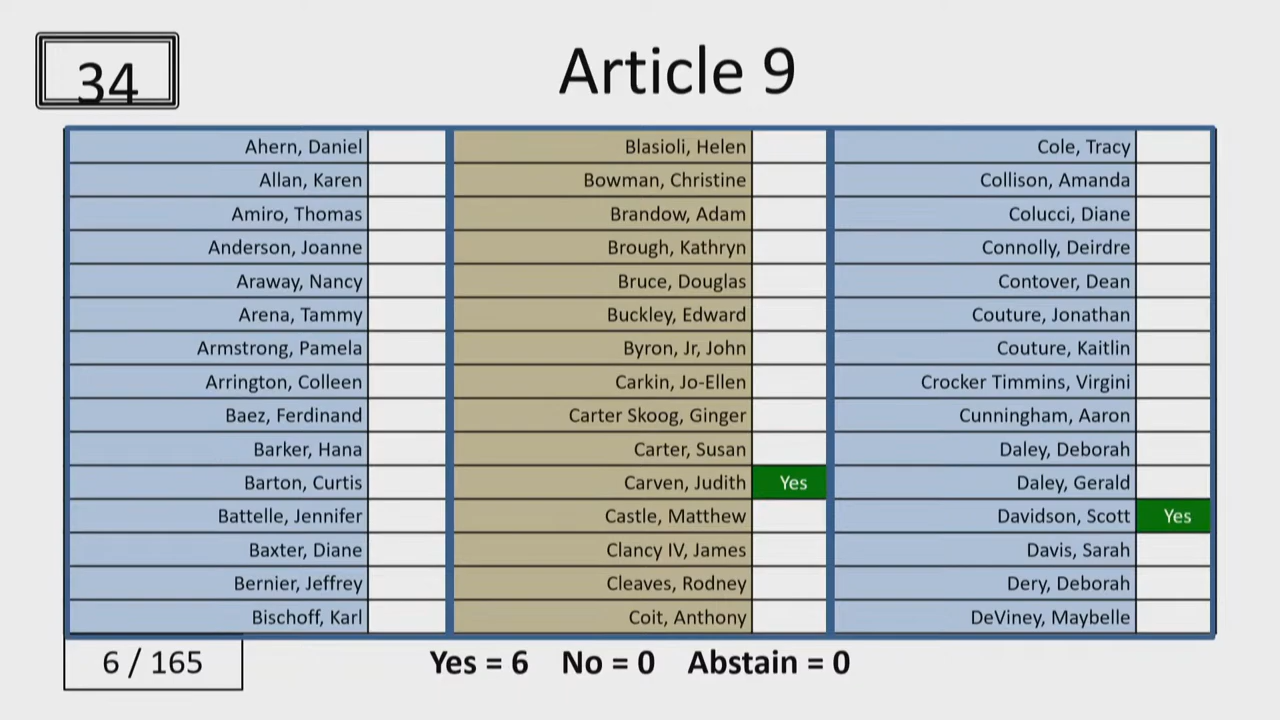 34
Article 9
Ahern, Daniel
Allan, Karen
Amiro, Thomas
Anderson, Joanne
Araway, Nancy
Arena, Tammy
Armstrong, Pamela
Arrington, Colleen
Baez, Ferdinand
Barker, Hana
Barton, Curtis
Battelle, Jennifer
Baxter, Diane
Bernier, Jeffrey
Bischoff, Karl
Blasioli, Helen
Bowman, Christine
Brandow, Adam
Brough, Kathryn
Bruce, Douglas
Buckley, Edward
Byron, Jr, John
Carkin, Jo-Ellen
Carter Skoog, Ginger
Carter, Susan
Carven, Judith Yes
Castle, Matthew
Clancy IV, James
Cleaves, Rodney
Coit, Anthony
Cole, Tracy
Collison, Amanda
Colucci, Diane
Connolly, Deirdre
Contover, Dean
Couture, Jonathan
Couture, Kaitlin
Crocker Timmins, Virgini
Cunningham, Aaron
Daley, Deborah
Daley, Gerald
Davidson, Scott Yes
Davis, Sarah
Dery, Deborah
DeViney, Maybelle
6 / 165
Yes = 6 No = 0 Abstain = 0